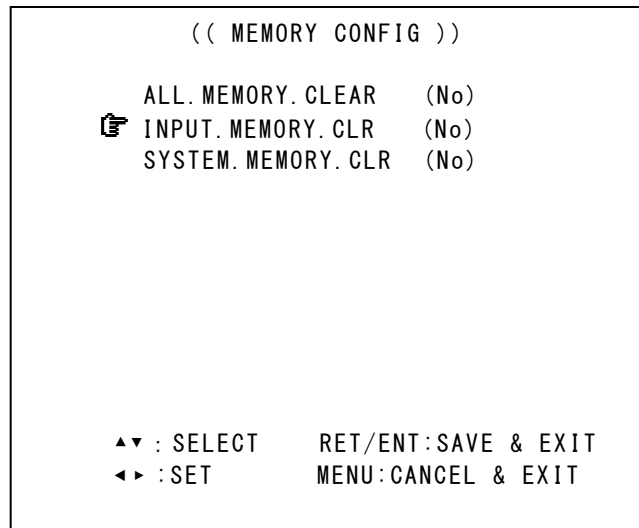 (( MEMORY CONFIG ))
ALL.MEMORY.CLEAR (No)
☞ INPUT.MEMORY.CLR (No)
SYSTEM.MEMORY.CLR (No)
▲▼ : SELECT RET/ENT:SAVE & EXIT
◄► :SET MENU:CANCEL & EXIT